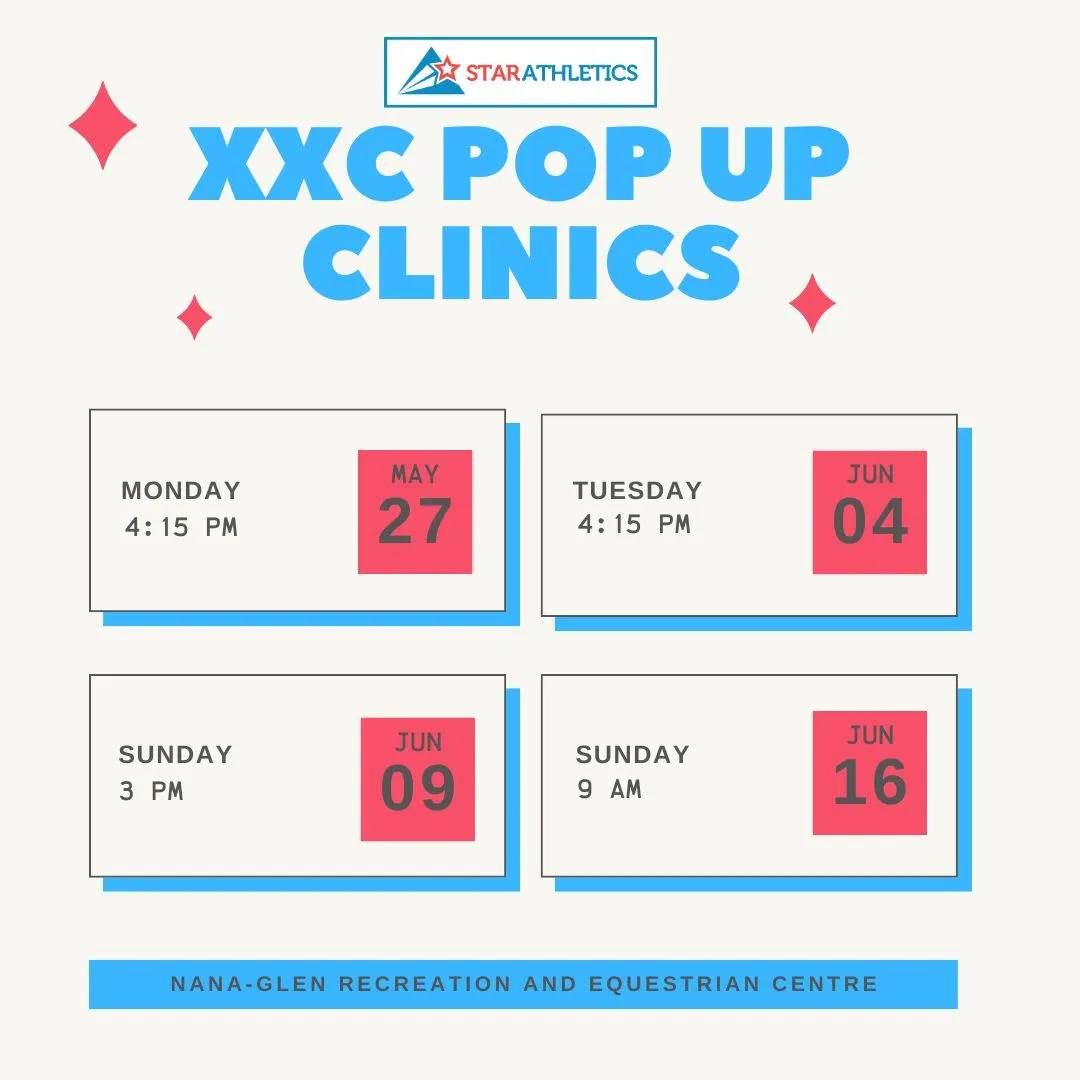 STARATHLETICS
XXC POP UP
CLINICS
MONDAY
4:15 PM
MAY
27
TUESDAY
4:15 PM
JUN
04
SUNDAY
3 PM
JUN
09
SUNDAY
9 AM
JUN
16
NANA-GLEN RECREATION AND EQUESTRIAN CENTRE